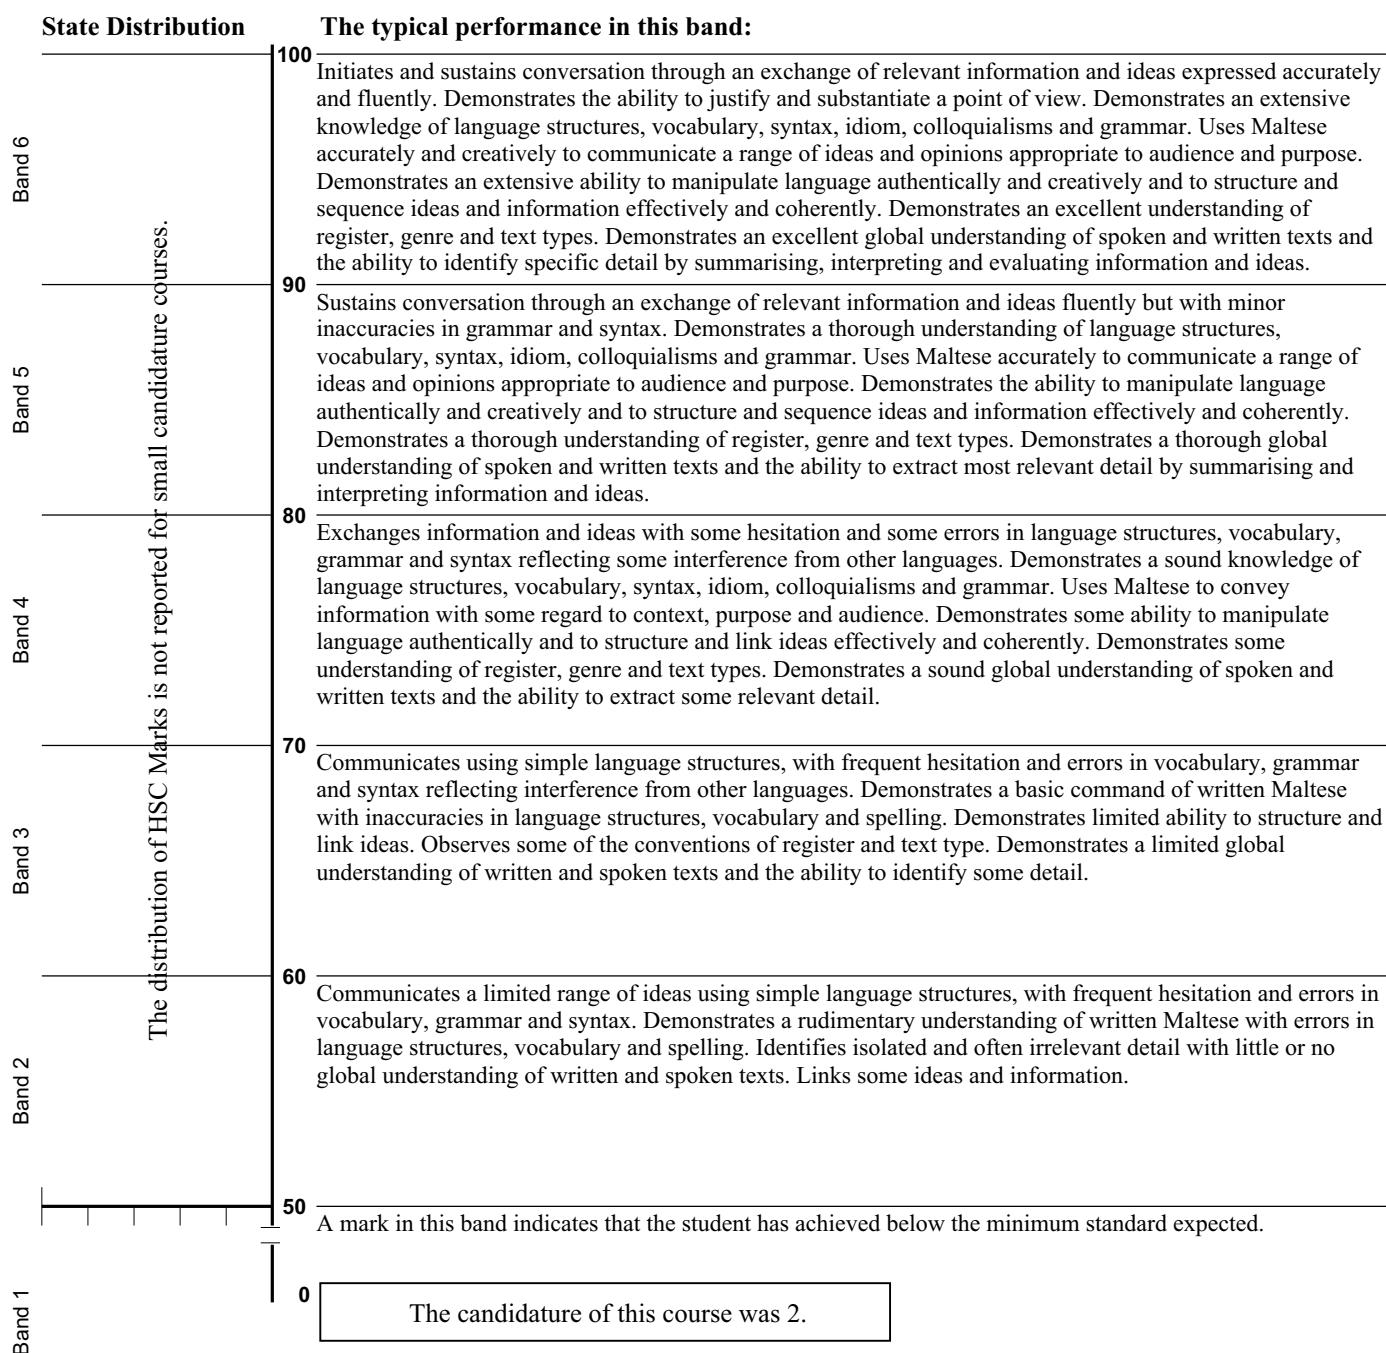 State Distribution
The typical performance in this band:
100
Band 6
Initiates and sustains conversation through an exchange of relevant information and ideas expressed accurately
and fluently. Demonstrates the ability to justify and substantiate a point of view. Demonstrates an extensive
knowledge of language structures, vocabulary, syntax, idiom, colloquialisms and grammar. Uses Maltese
accurately and creatively to communicate a range of ideas and opinions appropriate to audience and purpose.
Demonstrates an extensive ability to manipulate language authentically and creatively and to structure and
sequence ideas and information effectively and coherently. Demonstrates an excellent understanding of
register, genre and text types. Demonstrates an excellent global understanding of spoken and written texts and
the ability to identify specific detail by summarising, interpreting and evaluating information and ideas.
90
Band 5
Sustains conversation through an exchange of relevant information and ideas fluently but with minor
inaccuracies in grammar and syntax. Demonstrates a thorough understanding of language structures,
vocabulary, syntax, idiom, colloquialisms and grammar. Uses Maltese accurately to communicate a range of
ideas and opinions appropriate to audience and purpose. Demonstrates the ability to manipulate language
authentically and creatively and to structure and sequence ideas and information effectively and coherently.
Demonstrates a thorough understanding of register, genre and text types. Demonstrates a thorough global
understanding of spoken and written texts and the ability to extract most relevant detail by summarising and
interpreting information and ideas.
80
Band 4
Exchanges information and ideas with some hesitation and some errors in language structures, vocabulary,
grammar and syntax reflecting some interference from other languages. Demonstrates a sound knowledge of
language structures, vocabulary, syntax, idiom, colloquialisms and grammar. Uses Maltese to convey
information with some regard to context, purpose and audience. Demonstrates some ability to manipulate
language authentically and to structure and link ideas effectively and coherently. Demonstrates some
understanding of register, genre and text types. Demonstrates a sound global understanding of spoken and
written texts and the ability to extract some relevant detail.
70
Band 3
Communicates using simple language structures, with frequent hesitation and errors in vocabulary, grammar
and syntax reflecting interference from other languages. Demonstrates a basic command of written Maltese
with inaccuracies in language structures, vocabulary and spelling. Demonstrates limited ability to structure and
link ideas. Observes some of the conventions of register and text type. Demonstrates a limited global
understanding of written and spoken texts and the ability to identify some detail.
60
Band 2
Communicates a limited range of ideas using simple language structures, with frequent hesitation and errors in
vocabulary, grammar and syntax. Demonstrates a rudimentary understanding of written Maltese with errors in
language structures, vocabulary and spelling. Identifies isolated and often irrelevant detail with little or no
global understanding of written and spoken texts. Links some ideas and information.
The distribution of HSC Marks is not reported for small candidature courses.
50
A mark in this band indicates that the student has achieved below the minimum standard expected.
0
Band 1
The candidature of this course was 2.